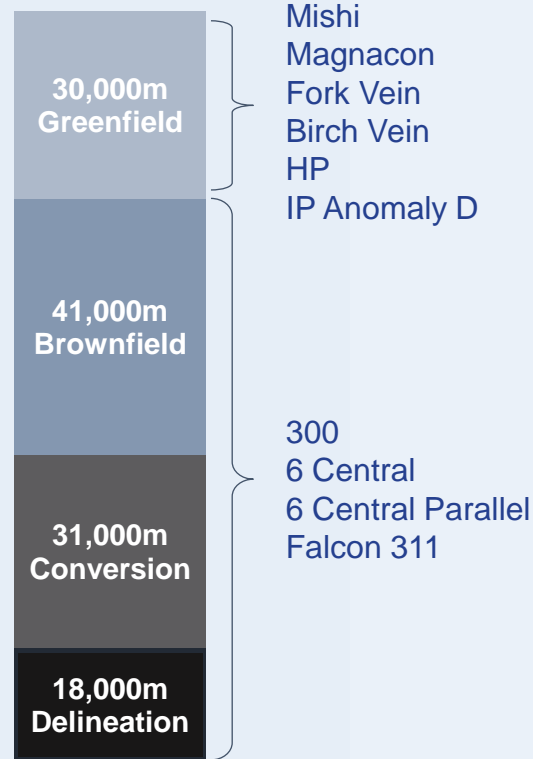 30,000m
Greenfield
Mishi
Magnacon
Fork Vein
Birch Vein
HP
IP Anomaly D
41,000m
Brownfield
31,000m
Conversion
18,000m
Delineation
300
6 Central
6 Central Parallel
Falcon 311